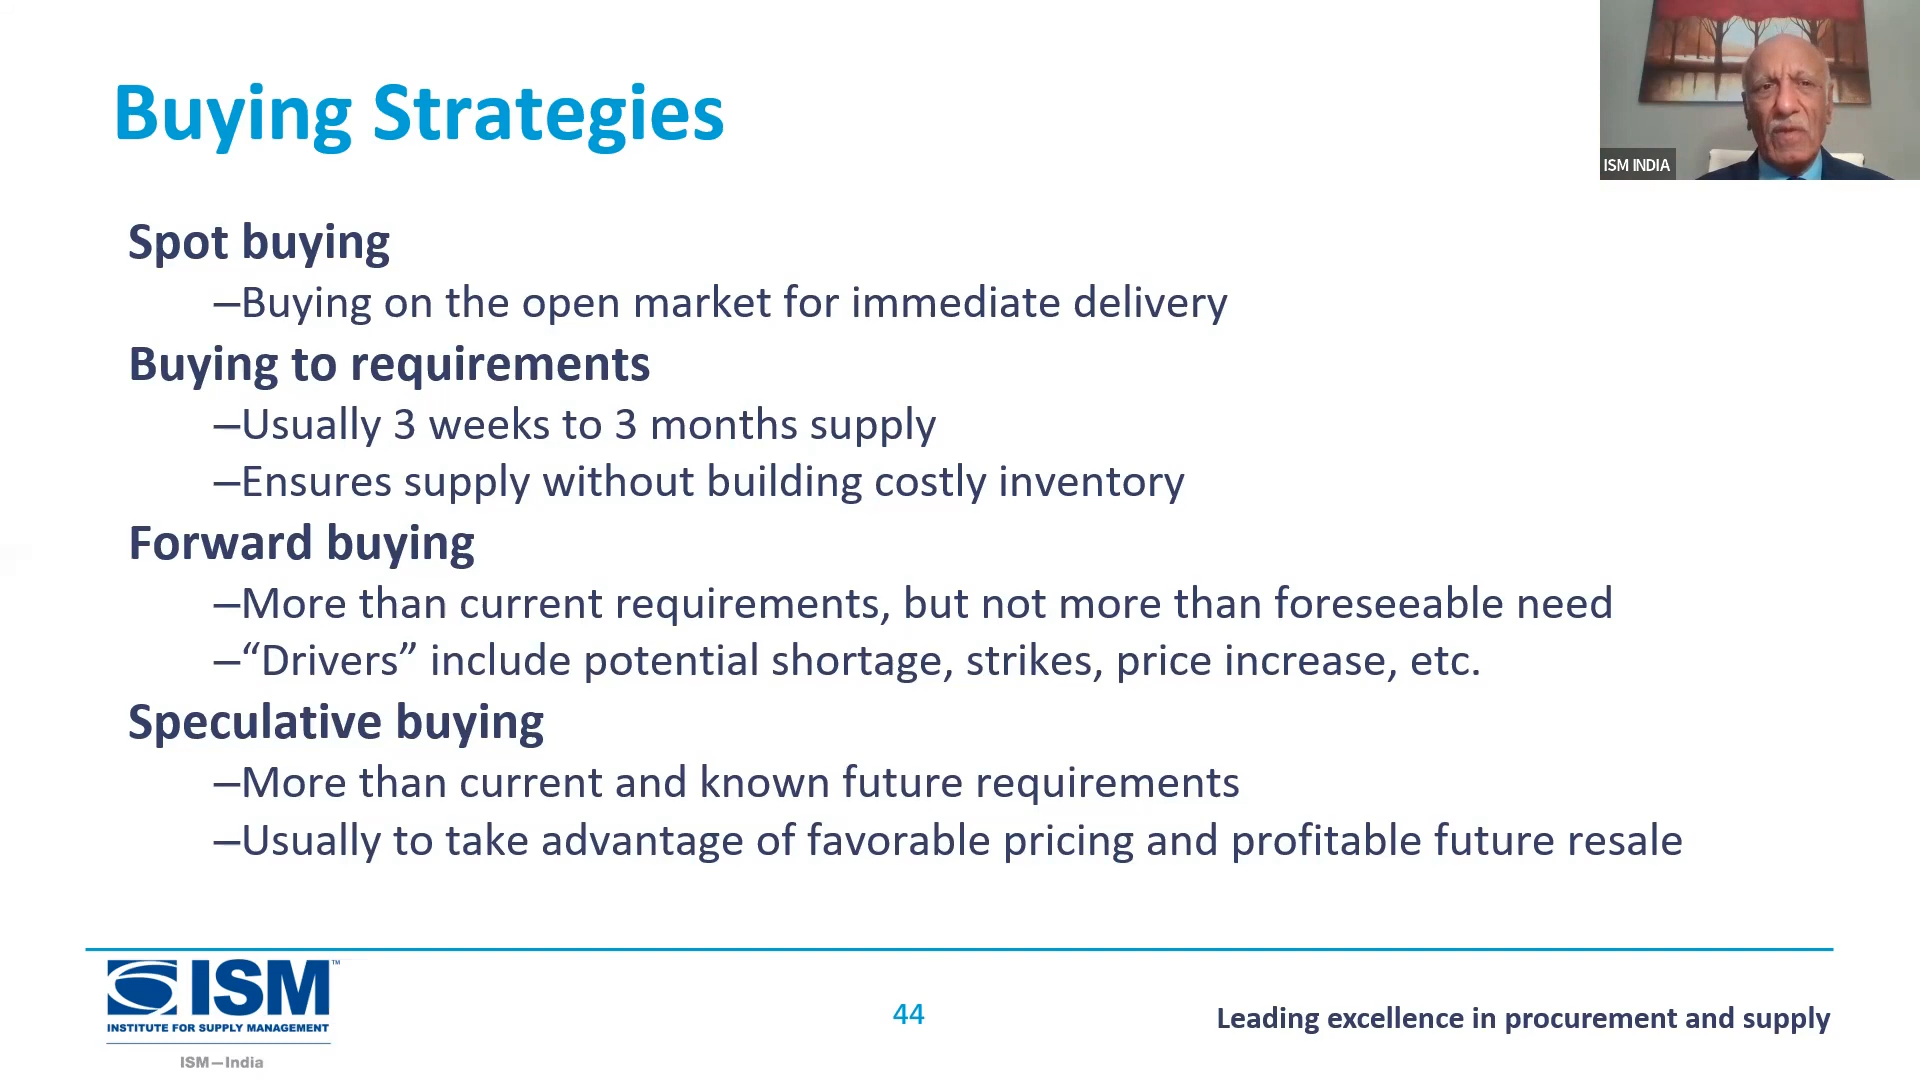 Buying Strategies
ISM INDIA
Spot buying
–Buying on the open market for immediate delivery
Buying to requirements
–Usually 3 weeks to 3 months supply
–Ensures supply without building costly inventory
Forward buying
–More than current requirements, but not more than foreseeable need
–“Drivers” include potential shortage, strikes, price increase, etc.
Speculative buying
–More than current and known future requirements
–Usually to take advantage of favorable pricing and profitable future resale
ISM™
INSTITUTE FOR SUPPLY MANAGEMENT
ISM—India
44
Leading excellence in procurement and supply